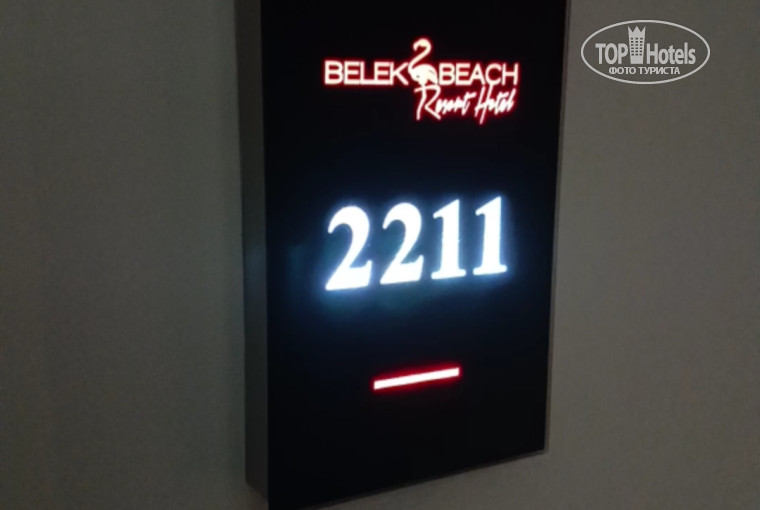 TOP Hotels
ФОТО ТУРИСТА
BELEK BEACH
Resort Hotel
2211